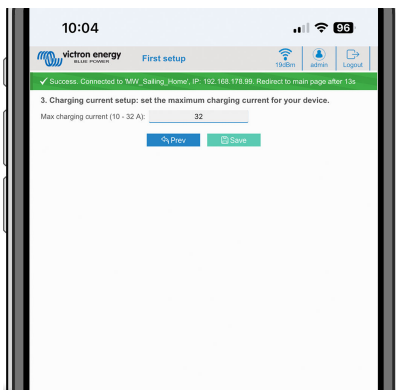 10:04
96
victron energy
BLUE POWER
First setup
19dBm
admin
Logout
Success. Connected to 'MW_Sailing_Home', IP: 192.168.178.99. Redirect to main page after 13s
3. Charging current setup: set the maximum charging current for your device.
Max charging current (10 - 32 A):
32
Prev
Save